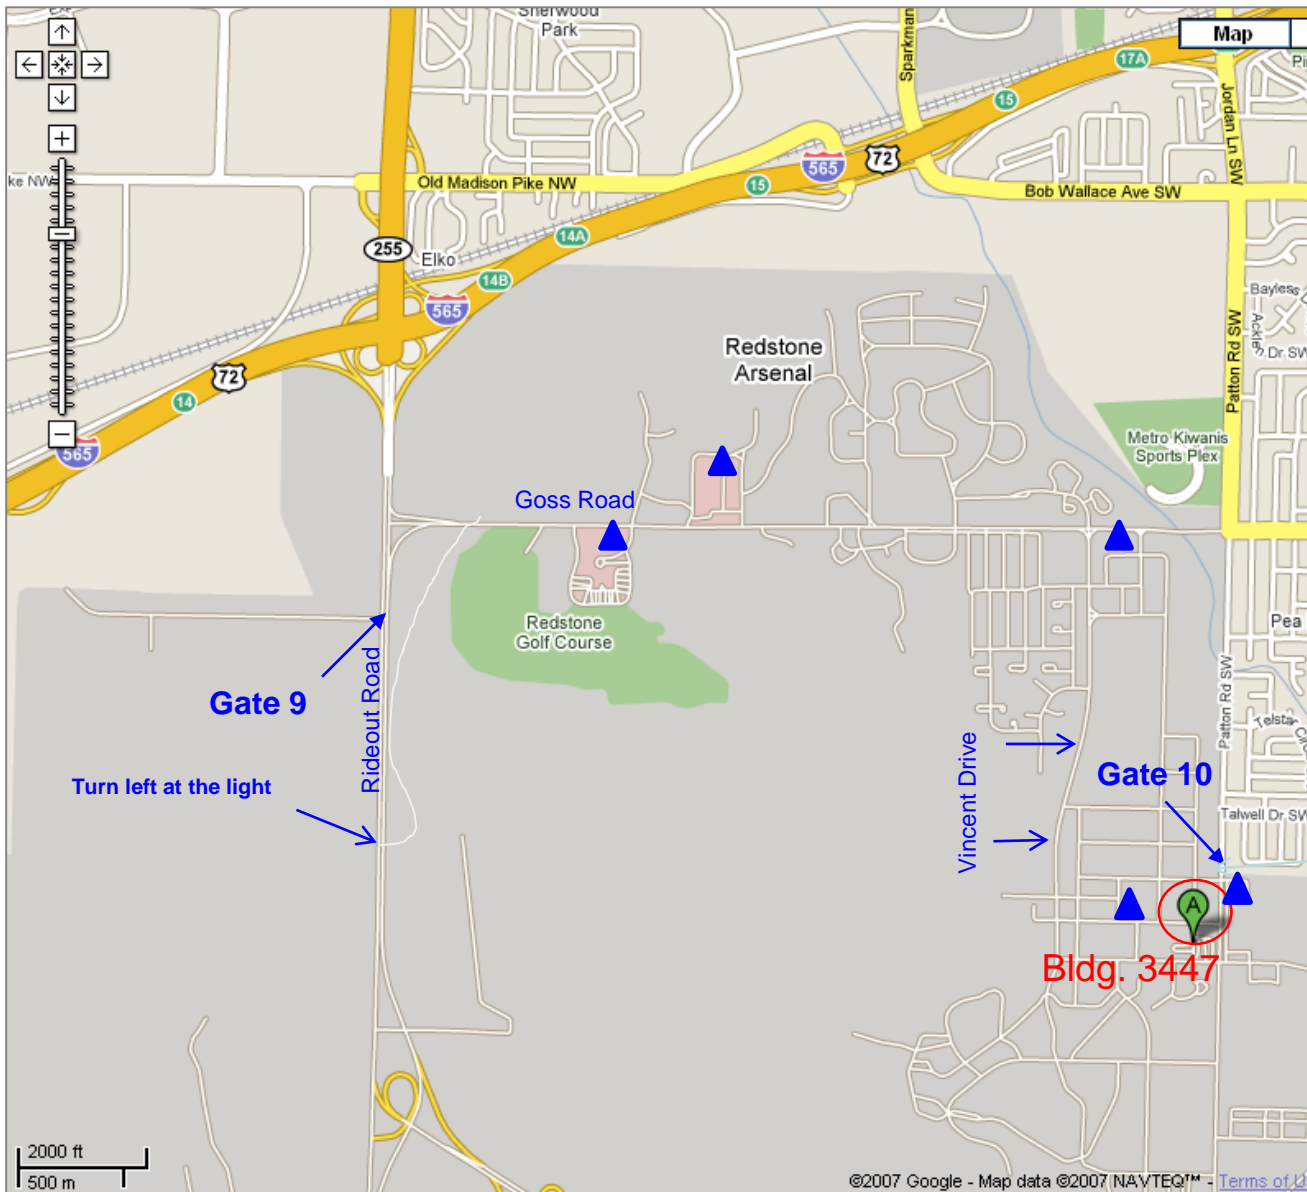 Sherwood
Park
Map
17A
Sparkman
15
Jordan Ln SW
72
565
15
Old Madison Pike NW
Bob Wallace Ave SW
ke NW
14A
255
Elko
14B
565
Redstone
Arsenal
72
14
565
Patton Rd SW
Dr SW
Metro Kiwanis
Sports Plex
Goss Road
Redstone
Golf Course
Pea
Gate 9
Rideout Road
Patton Rd SW
Telstar
Vincent Drive
Gate 10
Turn left at the light
Talwell Dr SW
A
Bldg. 3447
2000 ft
500 m
©2007 Google - Map data ©2007 NAVTEQ™ - Terms of U